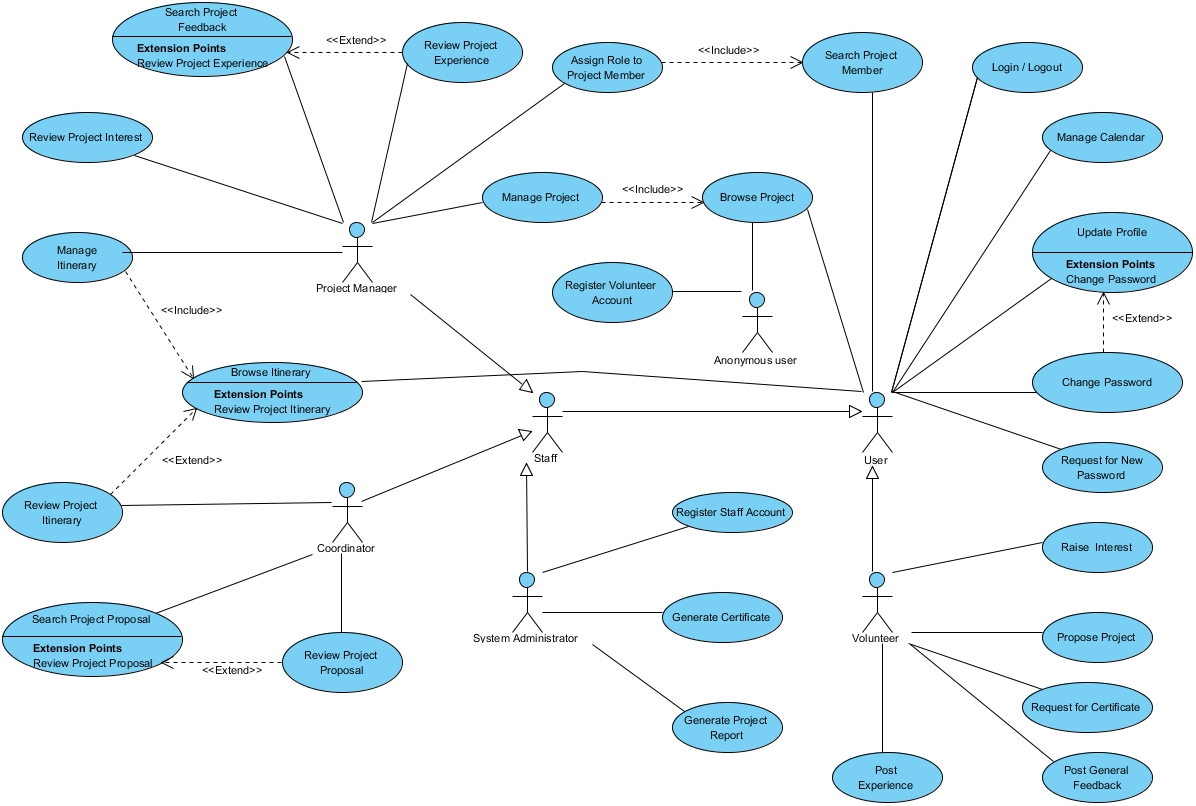 Search Project
Feedback
Extension Points
Review Project Experience
<<Extend>>
Review Project
Experience
Assign Role to
Project Member
<<Include>>
Search Project
Member
Login / Logout
Review Project Interest
Manage Calendar
Manage Project
<<Include>>
Browse Project
Update Profile
Extension Points
Change Password
Manage
Itinerary
Project Manager
Register Volunteer
Account
<<Include>>
<<Extend>>
Anonymous user
Browse Itinerary
Extension Points
Review Project Itinerary
Change Password
<<Extend>>
Staff
User
Request for New
Password
Review Project
Itinerary
Coordinator
Register Staff Account
Raise  Interest
Search Project Proposal
Extension Points
Review Project Proposal
<<Extend>>
Review Project
Proposal
System Administrator
Generate Certificate
Volunteer
Propose Project
Request for Certificate
Generate Project
Report
Post
Experience
Post General
Feedback